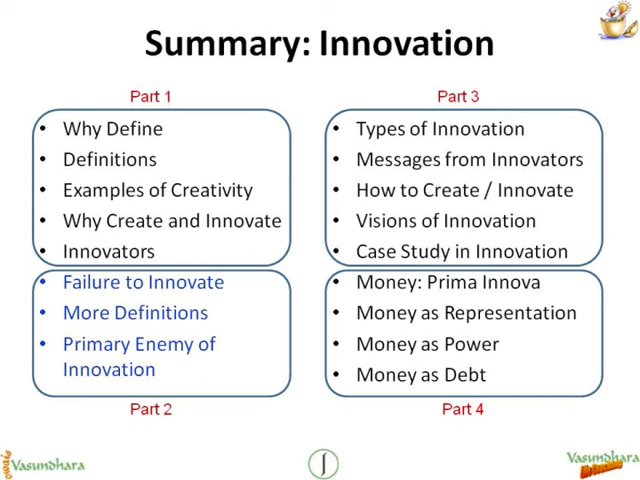 Summary: Innovation
Part 1
• Why Define
• Definitions
• Examples of Creativity
• Why Create and Innovate
• Innovators
• Failure to Innovate
• More Definitions
• Primary Enemy of
Innovation
Part 2
Part 3
• Types of Innovation
• Messages from Innovators
• How to Create / Innovate
• Visions of Innovation
• Case Study in Innovation
• Money: Prima Innova
• Money as Representation
• Money as Power
• Money as Debt
Part 4
Vasundhara
Vasundhara